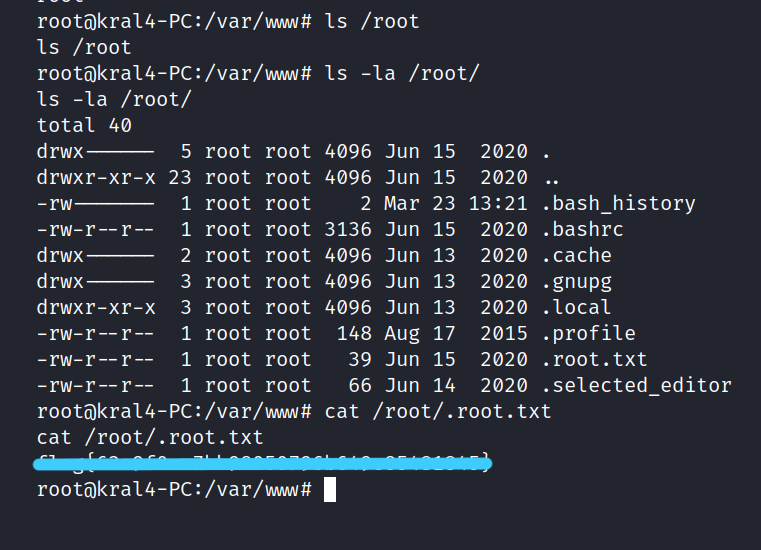 root@kral4-PC:/var/www# ls /root
ls /root
root@kral4-PC:/var/www# ls -la /root/
ls -la /root/
total 40
drwx------  5 root root 4096 Jun 15  2020 .
drwxr-xr-x 23 root root 4096 Jun 15  2020 ..
-rw-------  1 root root    2 Mar 23 13:21 .bash_history
-rw-r--r--  1 root root 3136 Jun 15  2020 .bashrc
drwx------  2 root root 4096 Jun 13  2020 .cache
drwx------  3 root root 4096 Jun 13  2020 .gnupg
drwxr-xr-x  3 root root 4096 Jun 13  2020 .local
-rw-r--r--  1 root root  148 Aug 17  2015 .profile
-rw-r--r--  1 root root   39 Jun 15  2020 .root.txt
-rw-r--r--  1 root root   66 Jun 14  2020 .selected_editor
root@kral4-PC:/var/www# cat /root/.root.txt
cat /root/.root.txt
root@kral4-PC:/var/www#